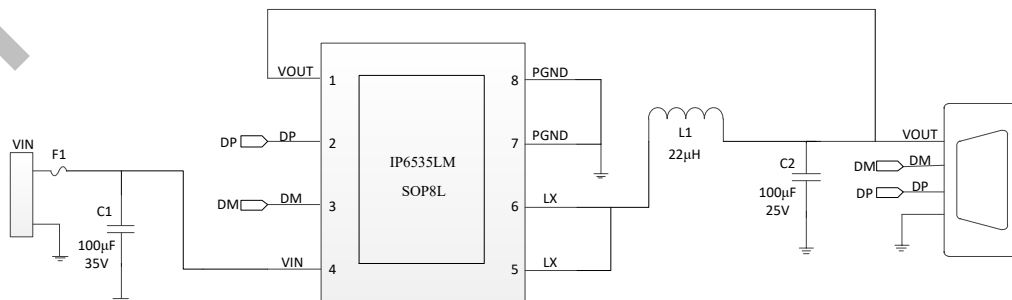 VOUT
1
8
PGND
DP
DP
2
7
PGND
L1
22μH
VOUT
DM
DM
DP
DP
VIN
F1
IP6535LM
SOP8L
C2
100μF
25V
DM
DM
3
6
LX
C1
100μF
35V
VIN
4
5
LX